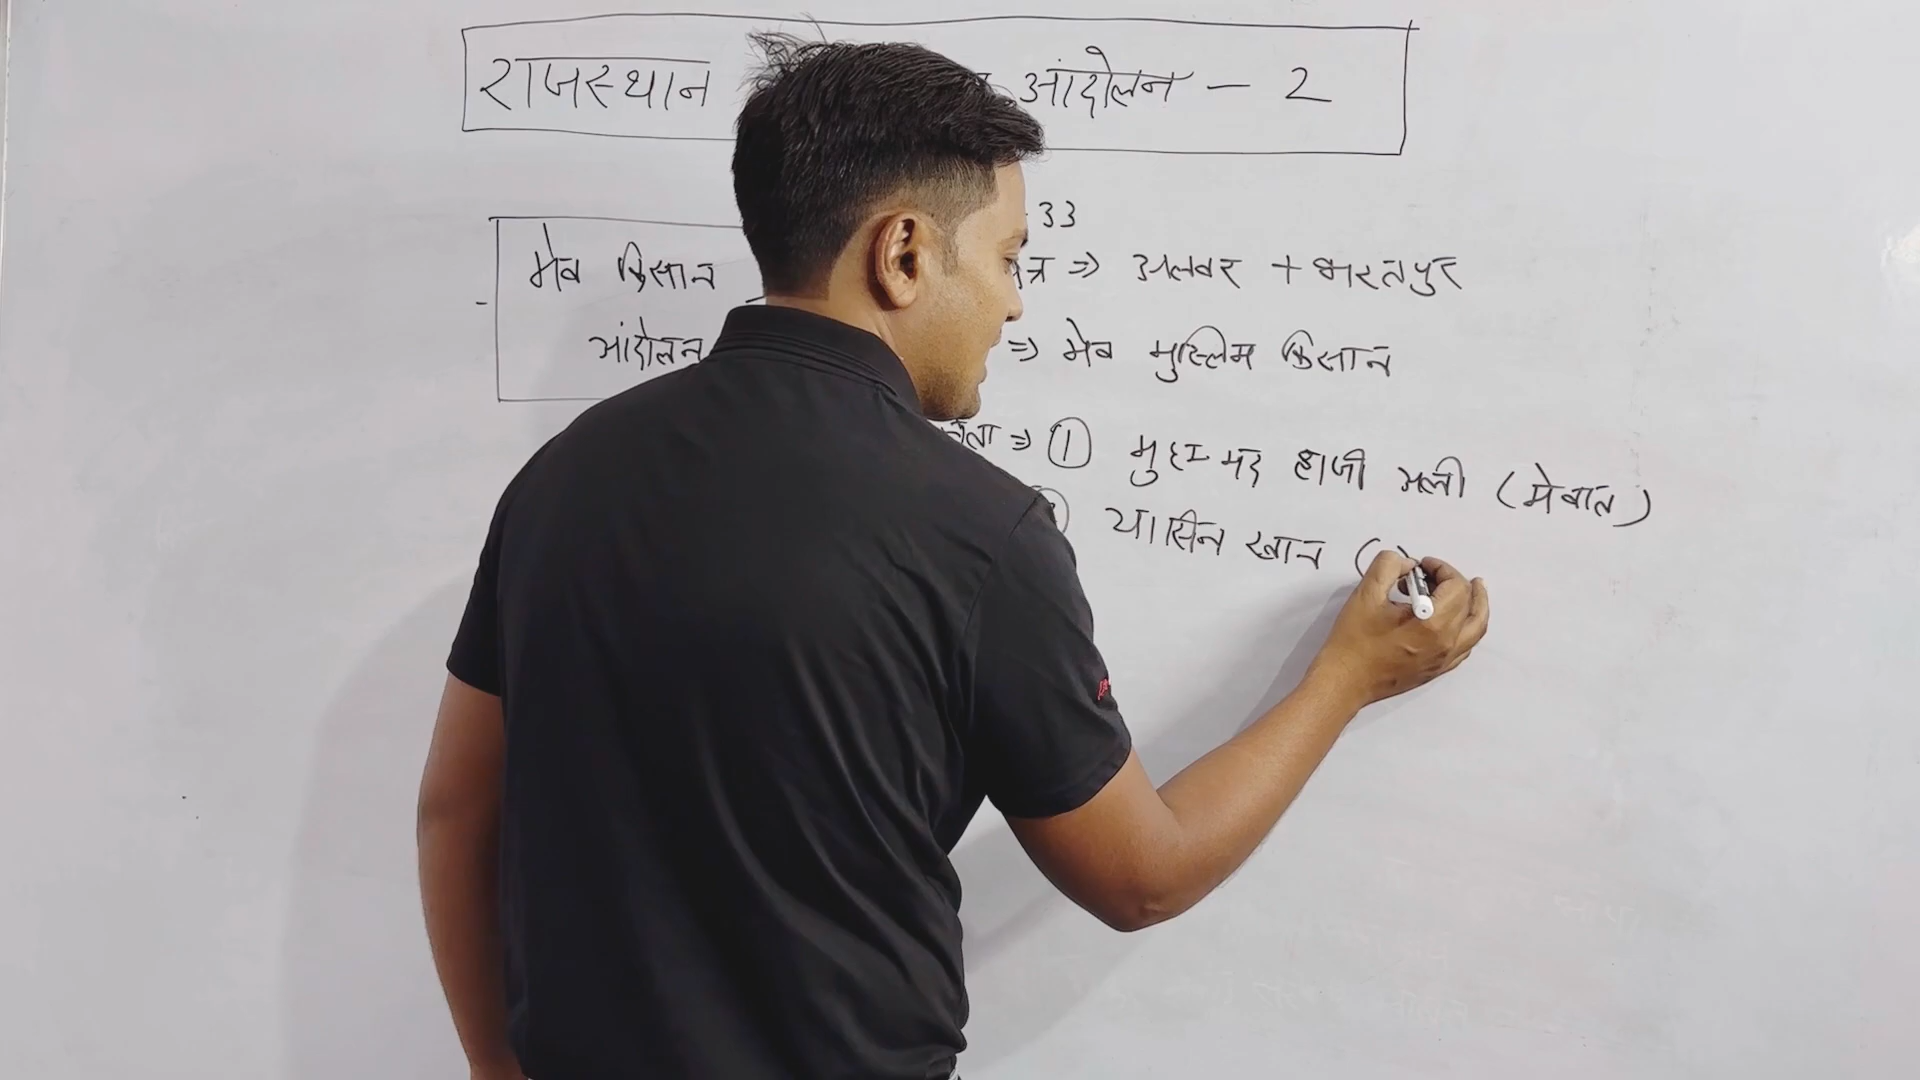 राजस्थान आंदोलन - 2
33
मेव किसान
आंदोलन
⇒ अलवर + भरतपुर
⇒ मेव मुस्लिम किसान
⇒ ① मुहम्मद हाजी अली (मेवात)
यासिन खान (